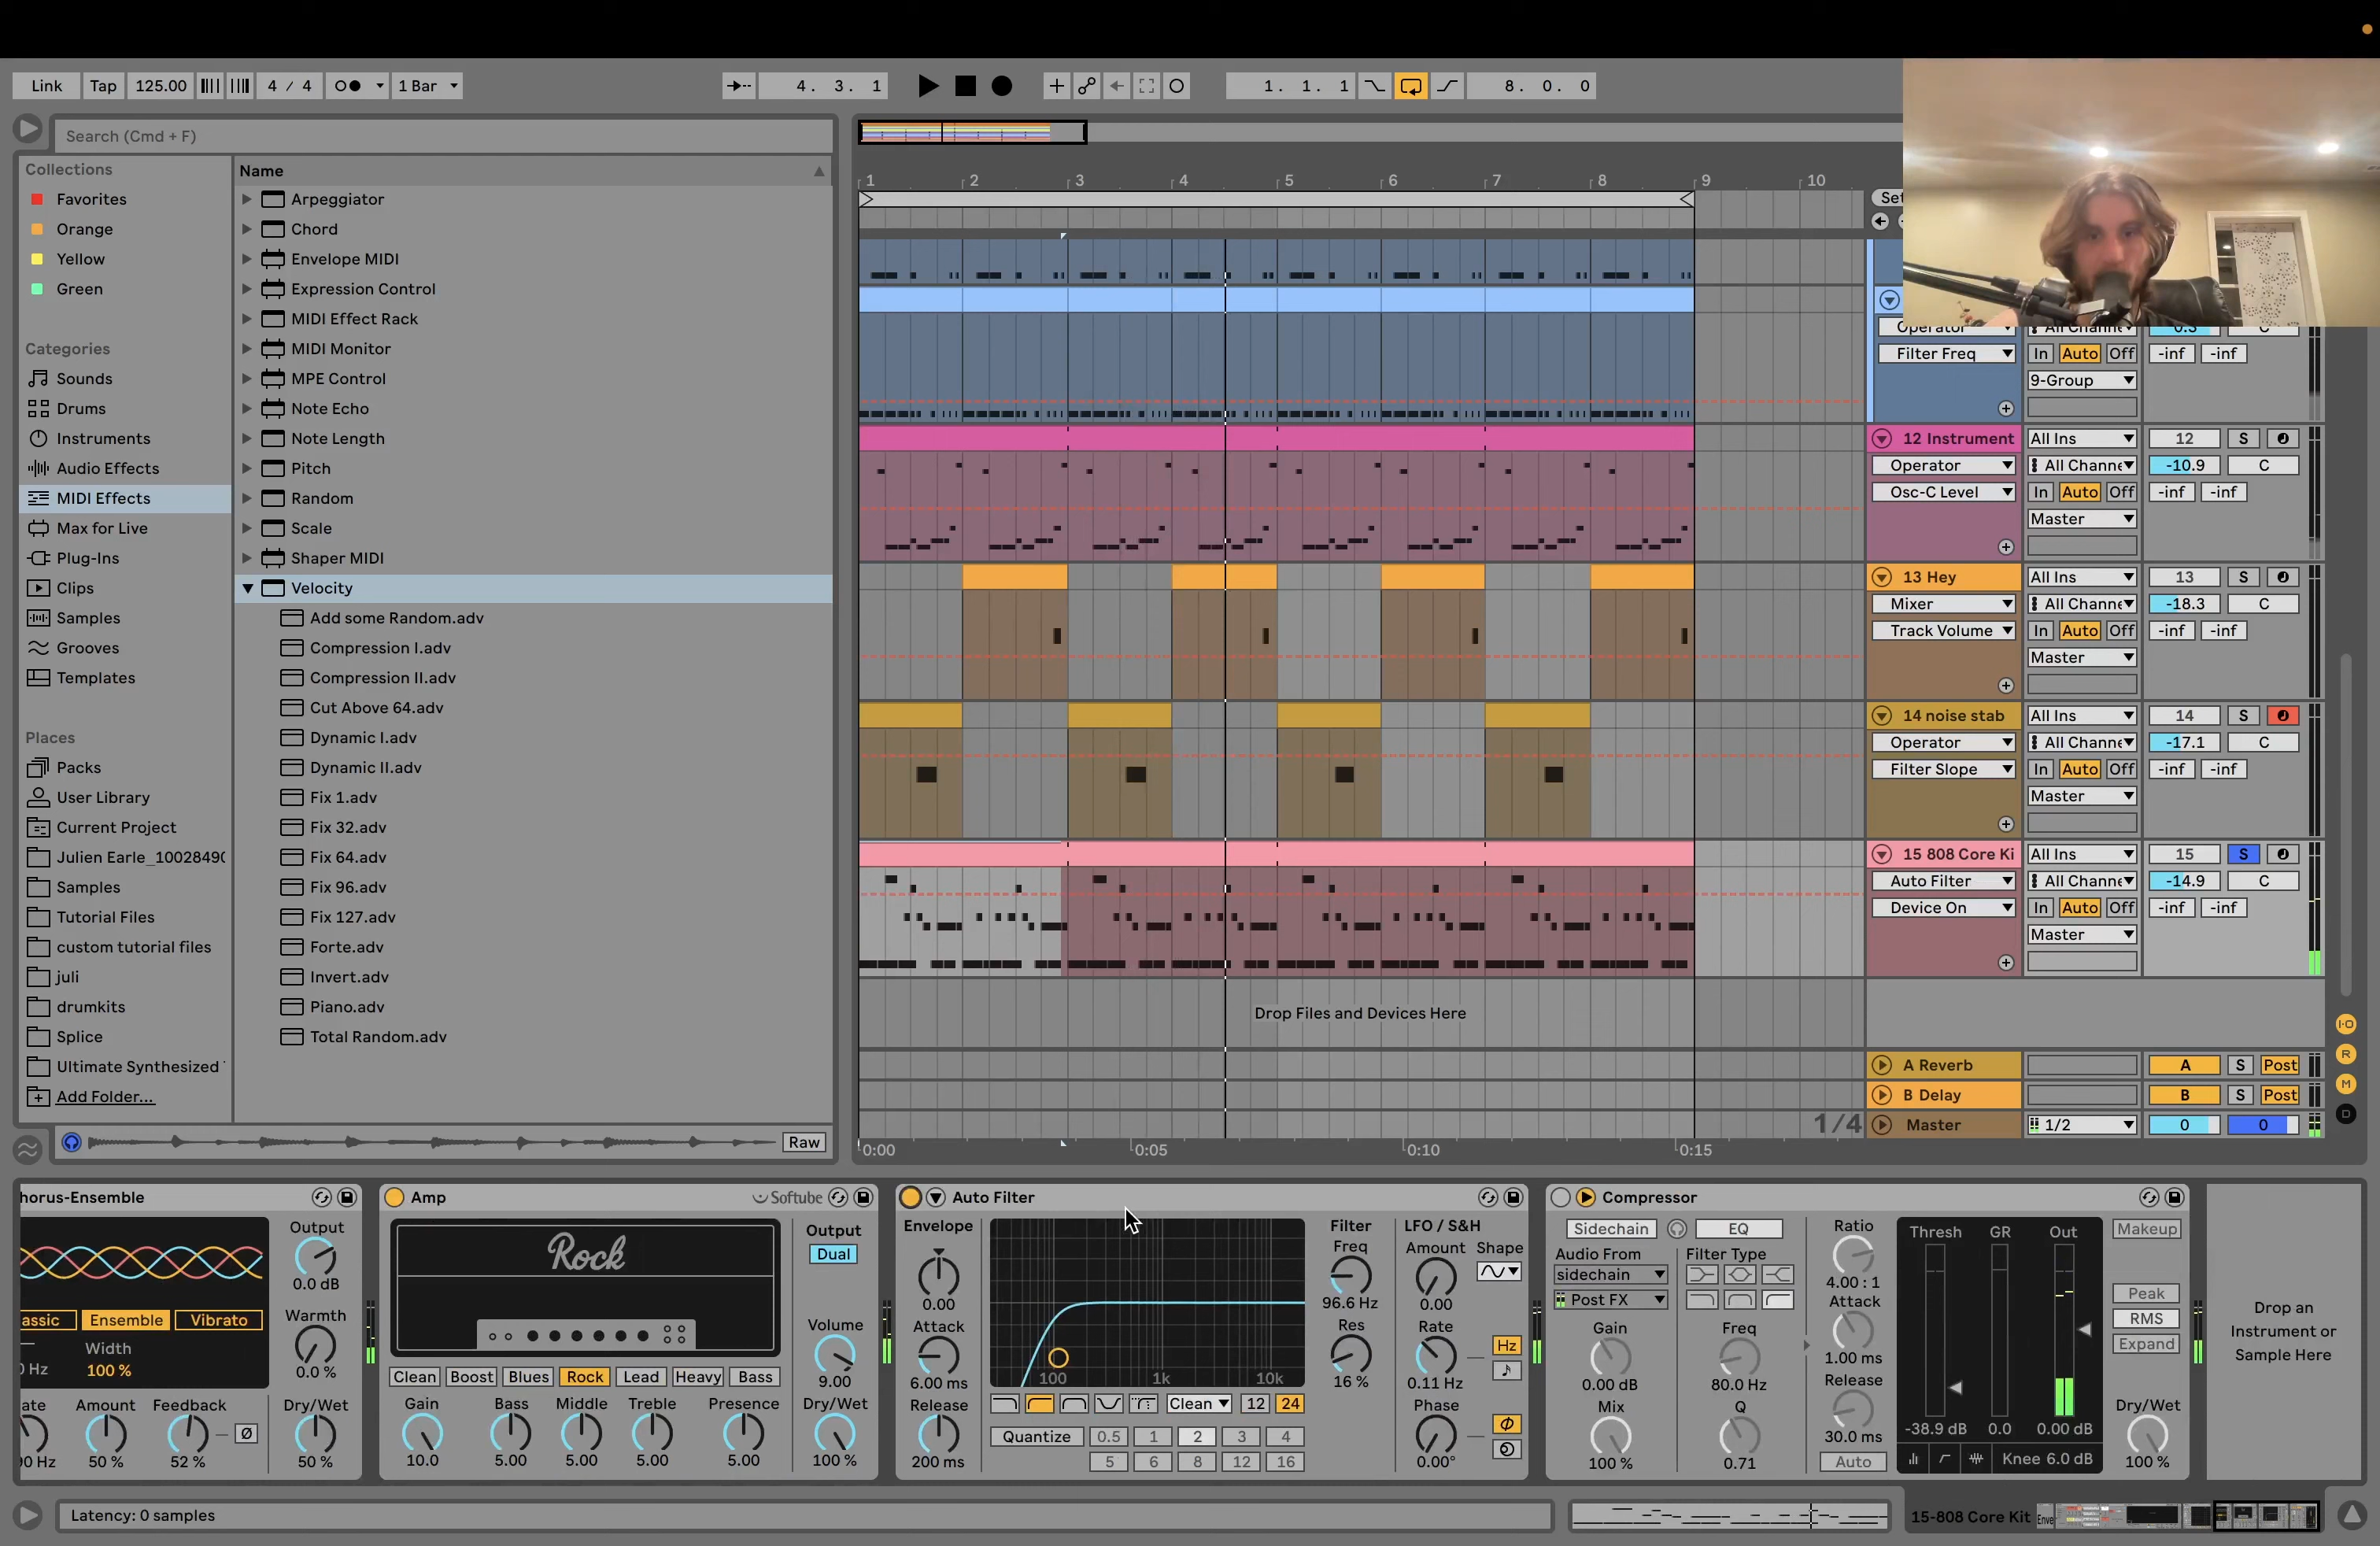 Link Tap 125.00 4 / 4 1 Bar 4. 3. 1 1. 1. 1 8. 0. 0
Search (Cmd + F)
Collections
Favorites
Orange
Yellow
Green
Categories
Sounds
Drums
Instruments
Audio Effects
MIDI Effects
Max for Live
Plug-Ins
Clips
Samples
Grooves
Templates
Places
Packs
User Library
Current Project
Julien Earle_1002849
Samples
Tutorial Files
custom tutorial files
juli
drumkits
Splice
Ultimate Synthesized
Add Folder...
Name
Arpeggiator
Chord
Envelope MIDI
Expression Control
MIDI Effect Rack
MIDI Monitor
MPE Control
Note Echo
Note Length
Pitch
Random
Scale
Shaper MIDI
Velocity
Add some Random.adv
Compression I.adv
Compression II.adv
Cut Above 64.adv
Dynamic I.adv
Dynamic II.adv
Fix 1.adv
Fix 32.adv
Fix 64.adv
Fix 96.adv
Fix 127.adv
Forte.adv
Invert.adv
Piano.adv
Total Random.adv
Raw
1 2 3 4 5 6 7 8 9 10
Set
Operator All Channe 0.3 C
Filter Freq In Auto Off -inf -inf
9-Group
12 Instrument All Ins 12 S
Operator All Channe -10.9 C
Osc-C Level In Auto Off -inf -inf
Master
13 Hey All Ins 13 S
Mixer All Channe -18.3 C
Track Volume In Auto Off -inf -inf
Master
14 noise stab All Ins 14 S
Operator All Channe -17.1 C
Filter Slope In Auto Off -inf -inf
Master
15 808 Core Ki All Ins 15 S
Auto Filter All Channe -14.9 C
Device On In Auto Off -inf -inf
Master
Drop Files and Devices Here
I·O
R
M
D
A Reverb A S Post
B Delay B S Post
1/4 Master 1/2 0 0
0:00 0:05 0:10 0:15
horus-Ensemble
Output
0.0 dB
Warmth
0.0 %
assic Ensemble Vibrato
0 Hz Width
100 %
ate Amount Feedback Dry/Wet
Ø
90 Hz 50 % 52 % 50 %
Amp Softube
Rock
Output
Dual
Volume
9.00
Clean Boost Blues Rock Lead Heavy Bass
Gain Bass Middle Treble Presence Dry/Wet
10.0 5.00 5.00 5.00 5.00 100 %
Auto Filter
Envelope
0.00
Attack
6.00 ms
Release
200 ms
100 1k 10k
Clean 12 24
Quantize 0.5 1 2 3 4
5 6 8 12 16
Filter
Freq
96.6 Hz
Res
16 %
LFO / S&H
Amount Shape
0.00
Rate
Hz
0.11 Hz
Phase
0.00°
Compressor
Sidechain EQ
Audio From Filter Type
sidechain
Post FX
Gain Freq
0.00 dB 80.0 Hz
Mix Q
100 % 0.71
Ratio
4.00 : 1
Attack
1.00 ms
Release
30.0 ms
Auto
Thresh GR Out
-38.9 dB 0.0 0.00 dB
Knee 6.0 dB
Makeup
Peak
RMS
Expand
Dry/Wet
100 %
Drop an
Instrument or
Sample Here
Latency: 0 samples
15-808 Core Kit